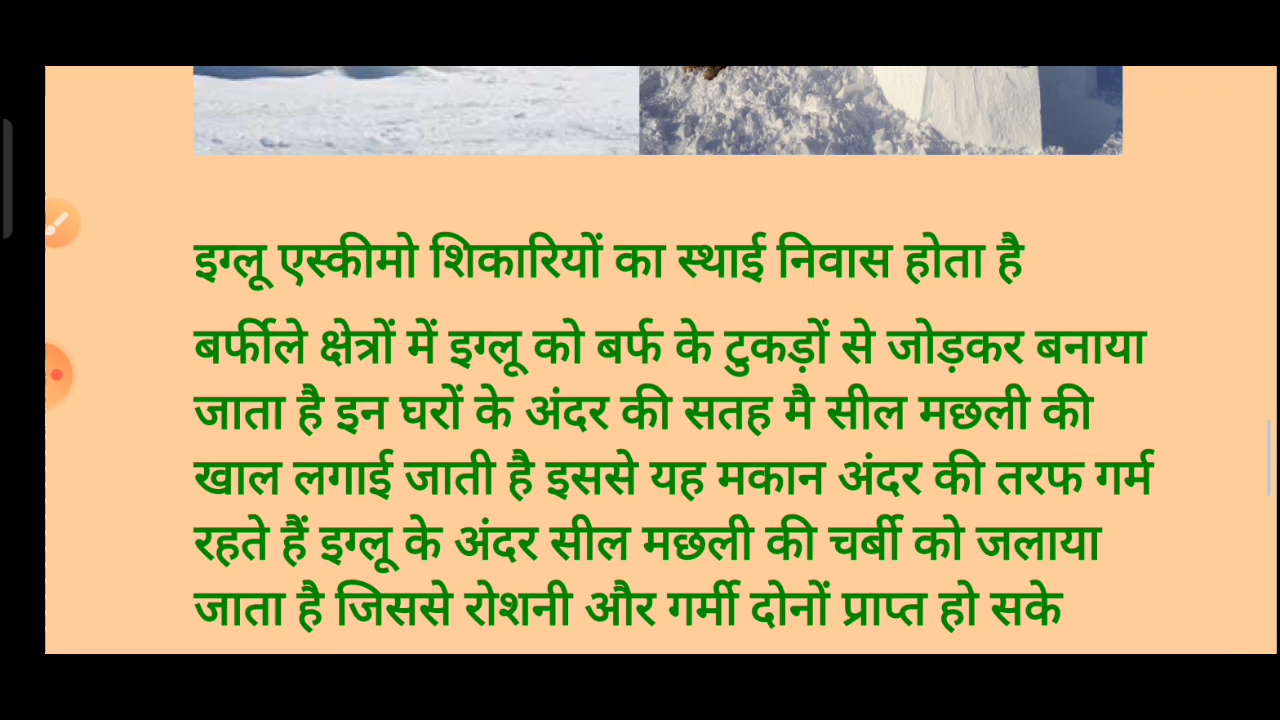 इग्लू एस्कीमो शिकारियों का स्थाई निवास होता है
बर्फीले क्षेत्रों में इग्लू को बर्फ के टुकड़ों से जोड़कर बनाया
जाता है इन घरों के अंदर की सतह मै सील मछली की
खाल लगाई जाती है इससे यह मकान अंदर की तरफ गर्म
रहते हैं इग्लू के अंदर सील मछली की चर्बी को जलाया
जाता है जिससे रोशनी और गर्मी दोनों प्राप्त हो सके